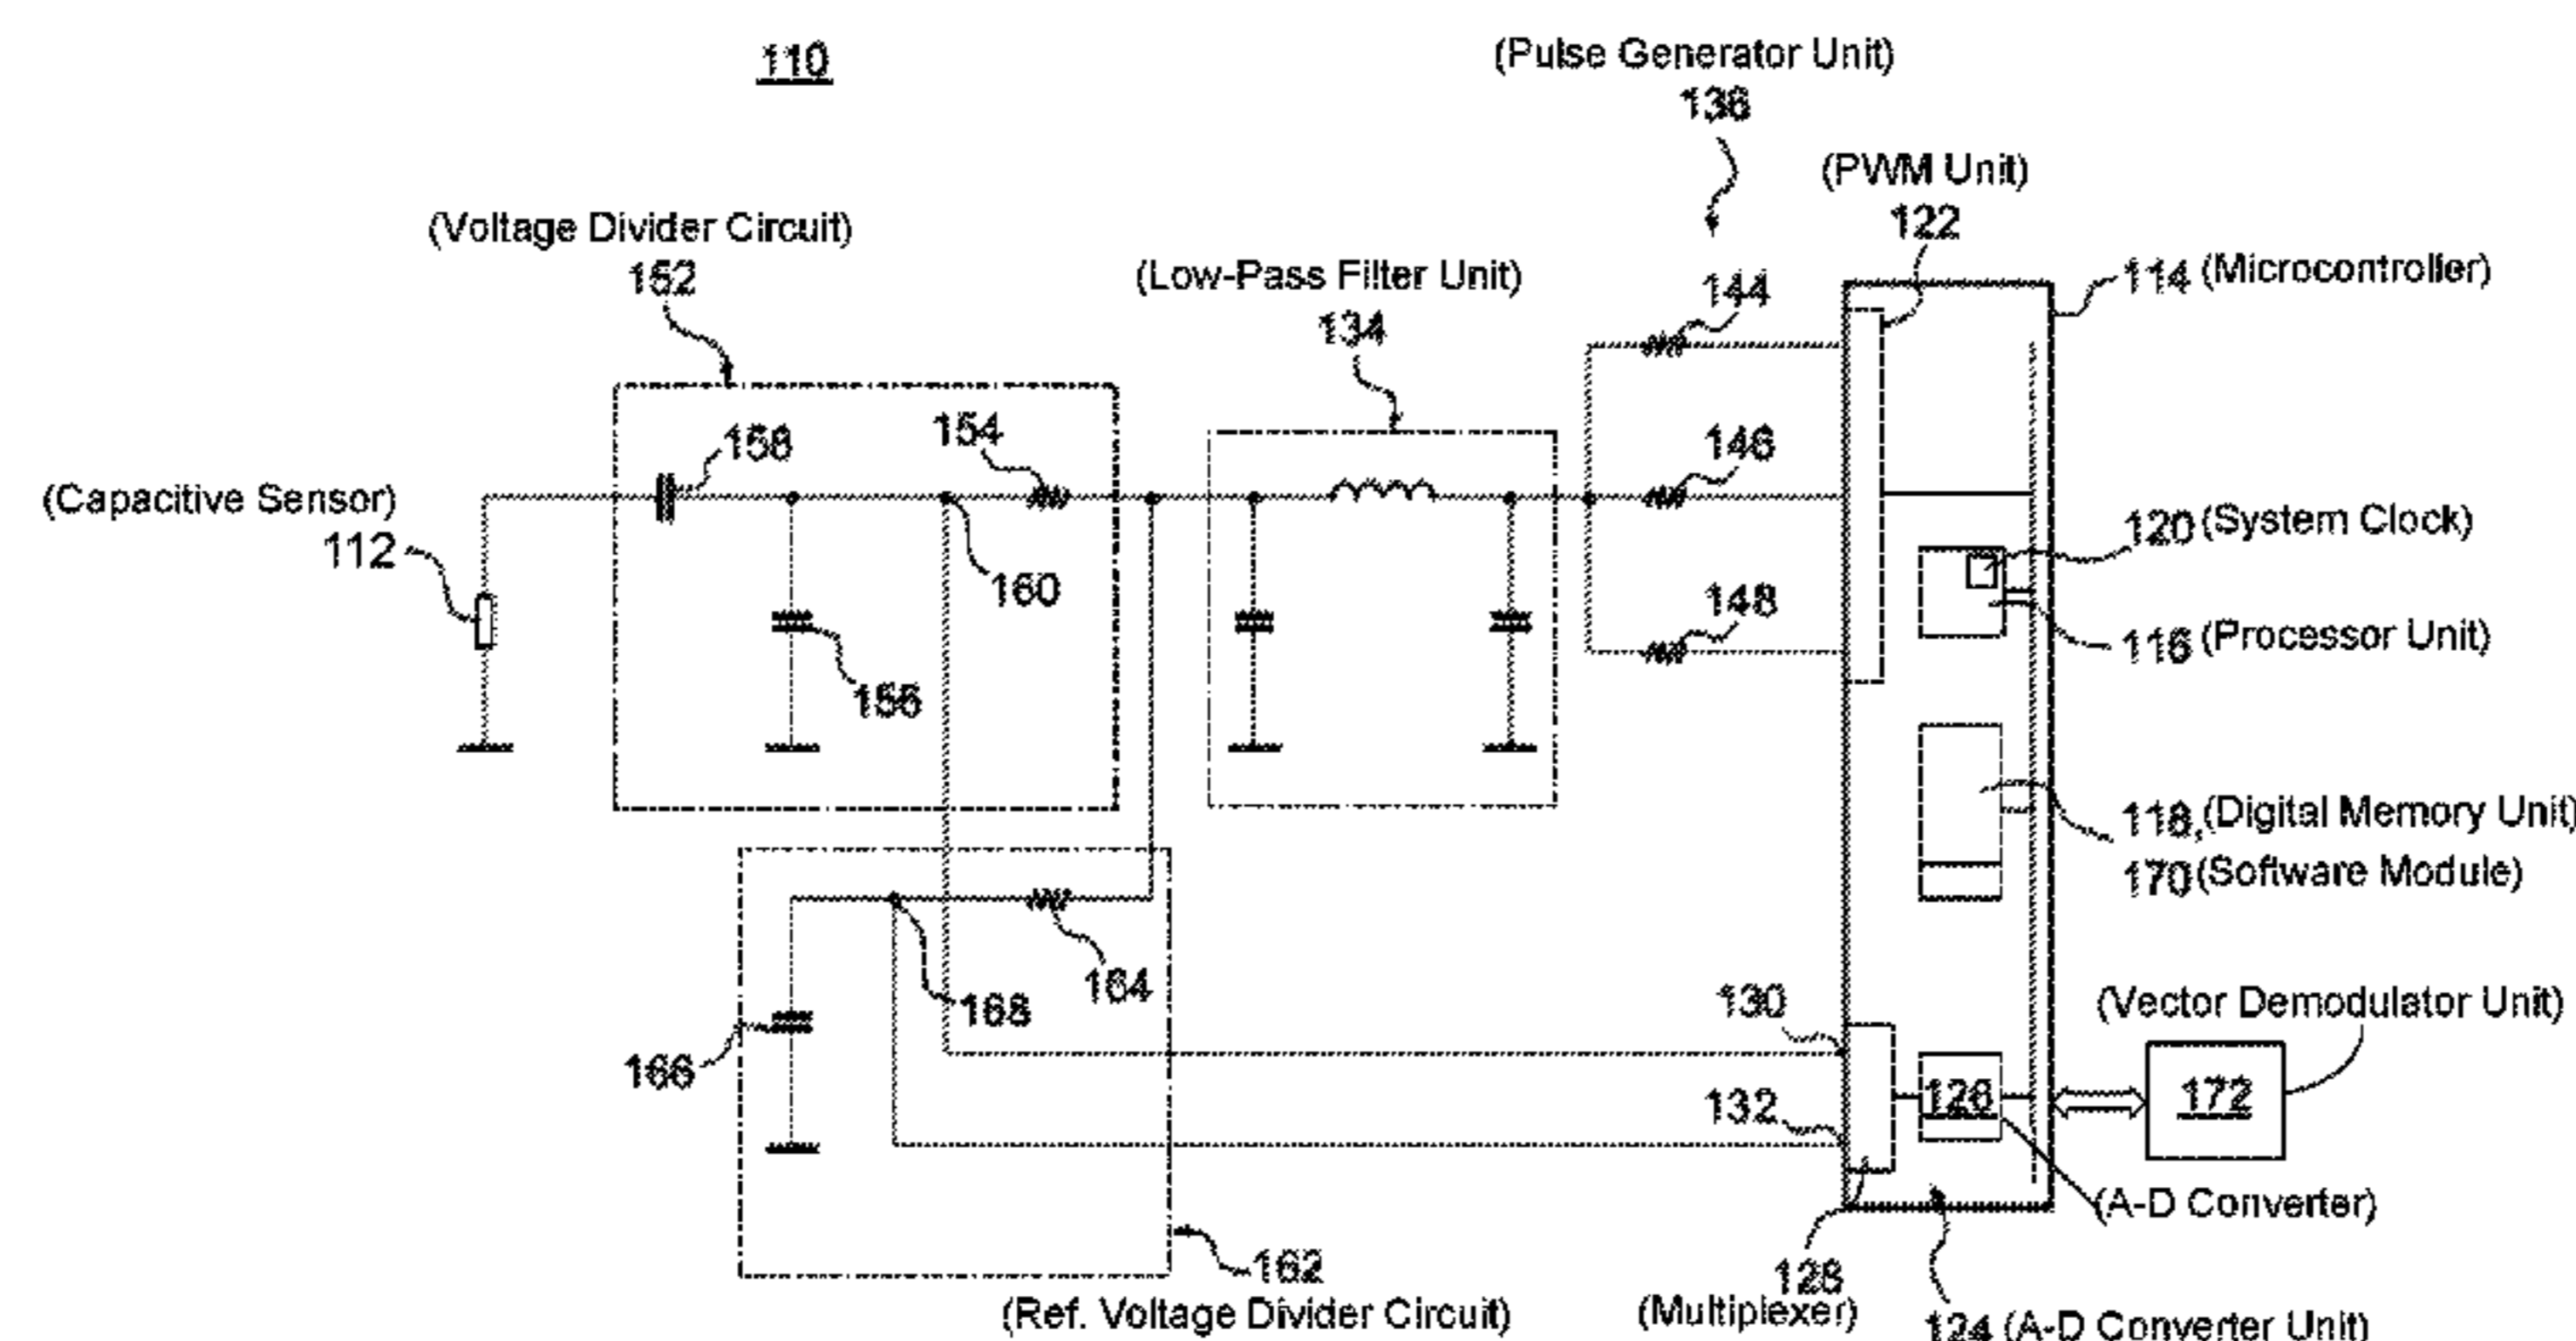 110
(Pulse Generator Unit)
136
(PWM Unit)
122
(Voltage Divider Circuit)
152
(Low-Pass Filter Unit)
134
144
114 (Microcontroller)
158
154
146
(Capacitive Sensor)
112
120 (System Clock)
160
148
116 (Processor Unit)
156
118, (Digital Memory Unit)
170 (Software Module)
164
168
130
(Vector Demodulator Unit)
166
132
126
172
(A-D Converter)
162
(Ref. Voltage Divider Circuit)
128
(Multiplexer)
124 (A-D Converter Unit)